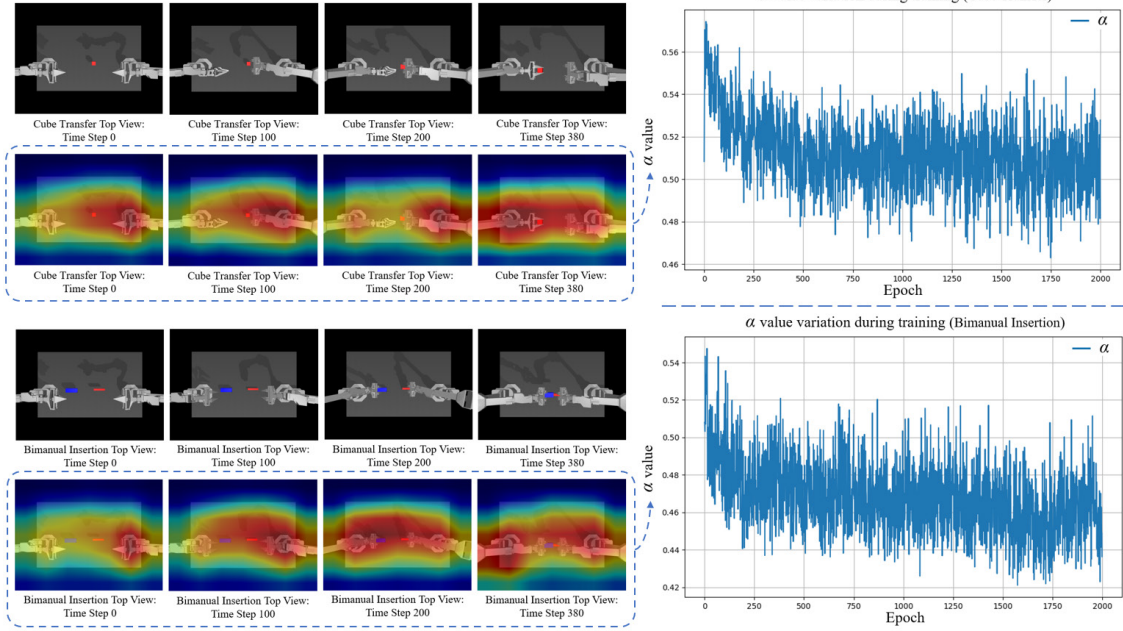 Cube Transfer Top View:
Time Step 0
Cube Transfer Top View:
Time Step 100
Cube Transfer Top View:
Time Step 200
Cube Transfer Top View:
Time Step 380
Cube Transfer Top View:
Time Step 0
Cube Transfer Top View:
Time Step 100
Cube Transfer Top View:
Time Step 200
Cube Transfer Top View:
Time Step 380
α
α value
0.56
0.54
0.52
0.50
0.48
0.46
0
250
500
750
1000
1250
1500
1750
2000
Epoch
Bimanual Insertion Top View:
Time Step 0
Bimanual Insertion Top View:
Time Step 100
Bimanual Insertion Top View:
Time Step 200
Bimanual Insertion Top View:
Time Step 380
Bimanual Insertion Top View:
Time Step 0
Bimanual Insertion Top View:
Time Step 100
Bimanual Insertion Top View:
Time Step 200
Bimanual Insertion Top View:
Time Step 380
α value variation during training (Bimanual Insertion)
α
α value
0.54
0.52
0.50
0.48
0.46
0.44
0.42
0
250
500
750
1000
1250
1500
1750
2000
Epoch